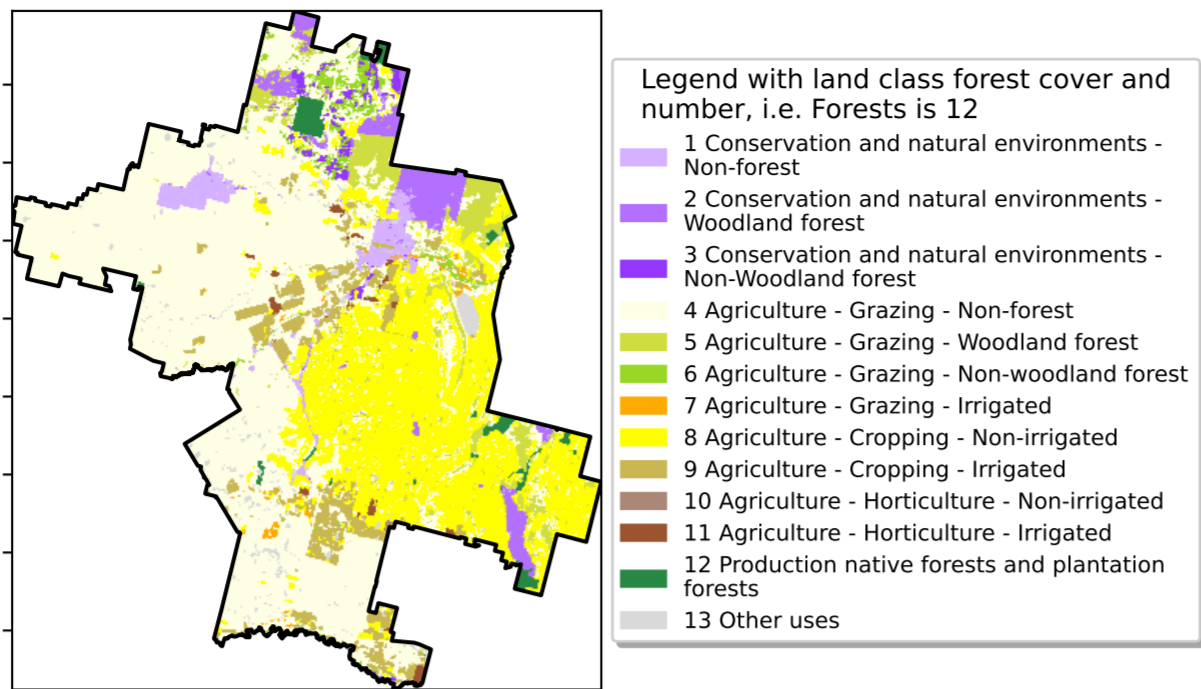 Legend with land class forest cover and
number, i.e. Forests is 12
1 Conservation and natural environments -
Non-forest
2 Conservation and natural environments -
Woodland forest
3 Conservation and natural environments -
Non-Woodland forest
4 Agriculture - Grazing - Non-forest
5 Agriculture - Grazing - Woodland forest
6 Agriculture - Grazing - Non-woodland forest
7 Agriculture - Grazing - Irrigated
8 Agriculture - Cropping - Non-irrigated
9 Agriculture - Cropping - Irrigated
10 Agriculture - Horticulture - Non-irrigated
11 Agriculture - Horticulture - Irrigated
12 Production native forests and plantation
forests
13 Other uses